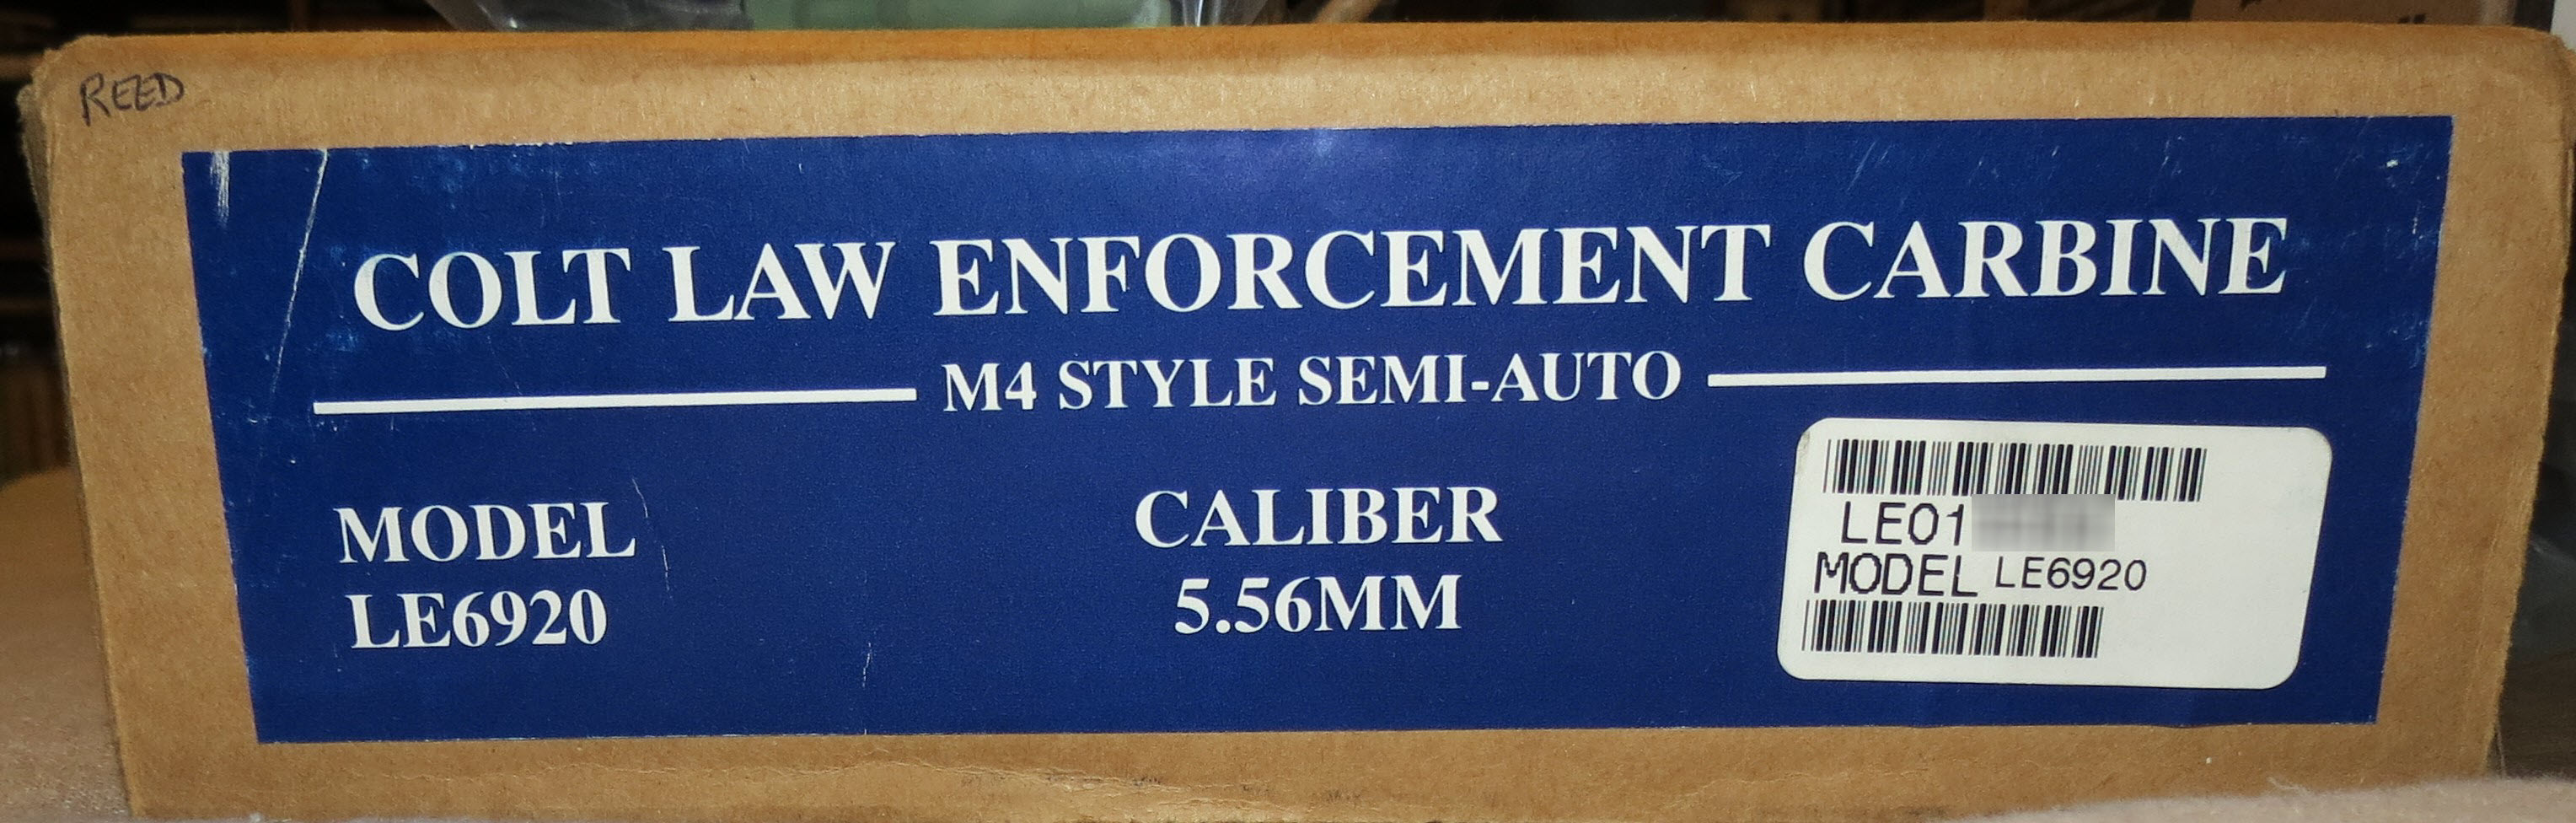 REED
COLT LAW ENFORCEMENT CARBINE
M4 STYLE SEMI-AUTO
MODEL
LE6920
CALIBER
5.56MM
LE01
MODEL LE6920